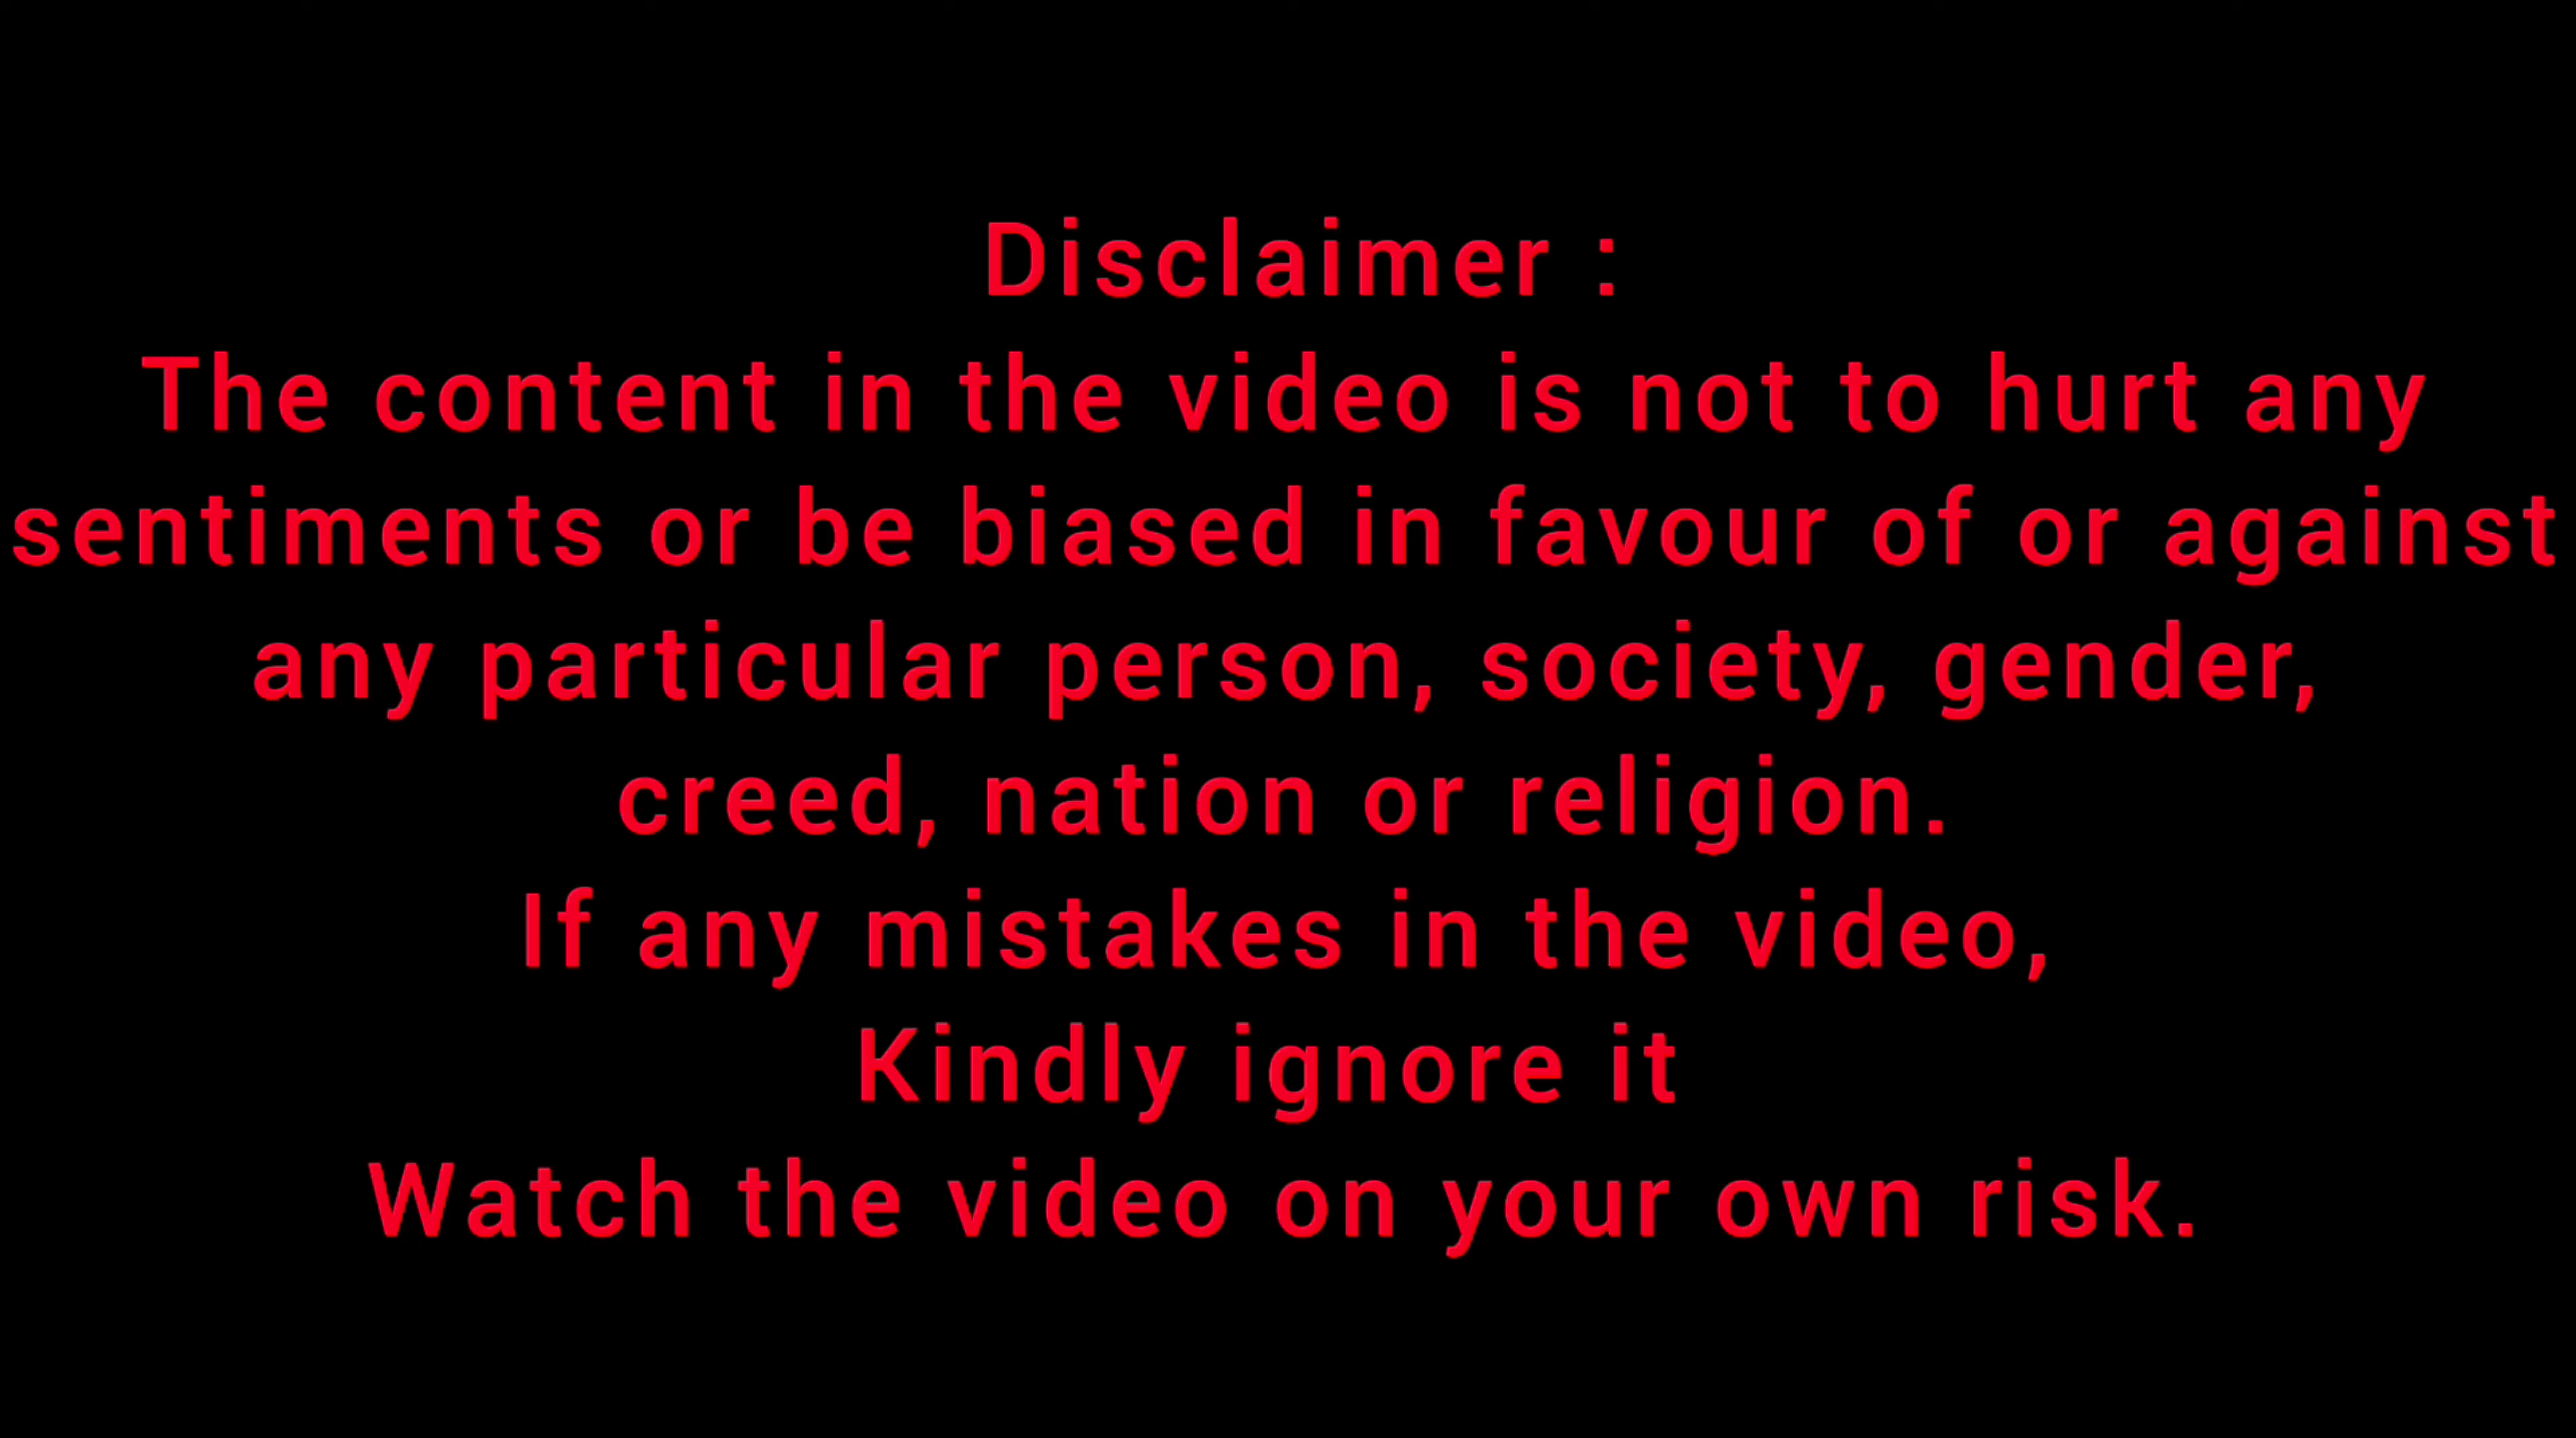 Disclaimer :
The content in the video is not to hurt any
sentiments or be biased in favour of or against
any particular person, society, gender,
creed, nation or religion.
If any mistakes in the video,
Kindly ignore it
Watch the video on your own risk.